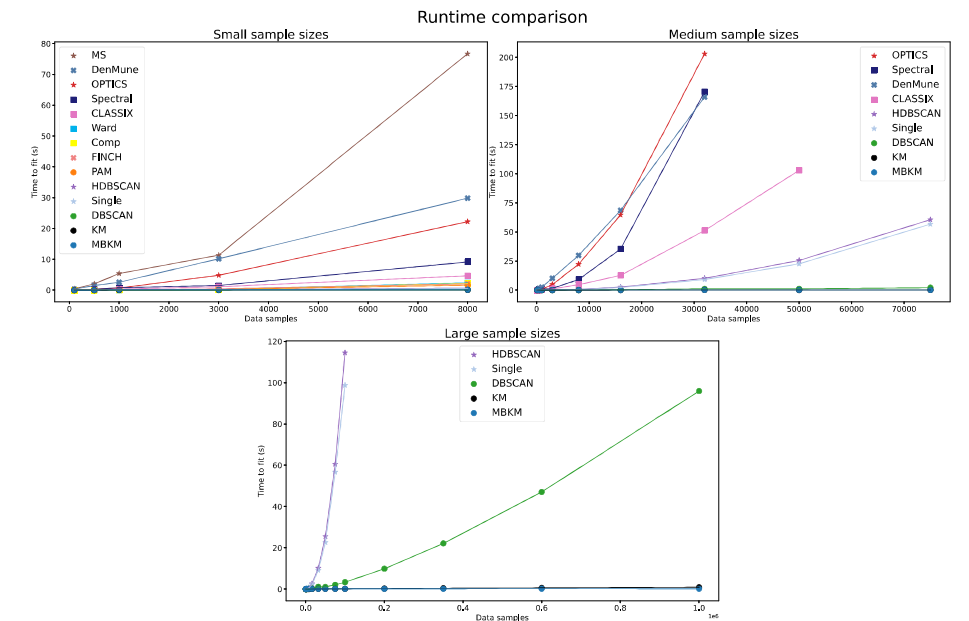 Runtime comparison
Small sample sizes
80
70
60
50
40
30
20
10
0
Time to fit (s)
MS
DenMune
OPTICS
Spectral
CLASSIX
Ward
Comp
FINCH
PAM
HDBSCAN
Single
DBSCAN
KM
MBKM
0 1000 2000 3000 4000 5000 6000 7000 8000
Data samples
Medium sample sizes
200
175
150
125
100
75
50
25
0
Time to fit (s)
OPTICS
Spectral
DenMune
CLASSIX
HDBSCAN
Single
DBSCAN
KM
MBKM
0 10000 20000 30000 40000 50000 60000 70000
Data samples
Large sample sizes
120
100
80
60
40
20
0
Time to fit (s)
HDBSCAN
Single
DBSCAN
KM
MBKM
0.0 0.2 0.4 0.6 0.8 1.0
1e6
Data samples